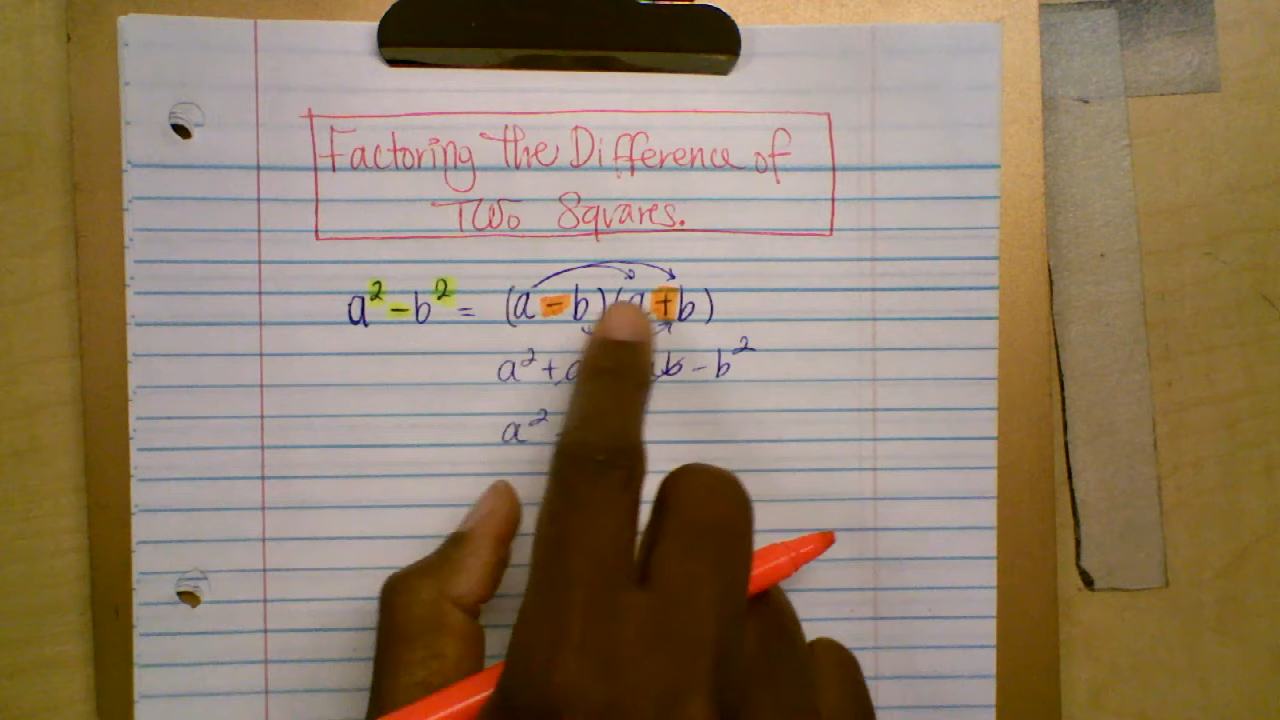 Factoring the Difference of
Two Squares.
a² - b² = (a - b)(a + b)
a² + b - b²
a²